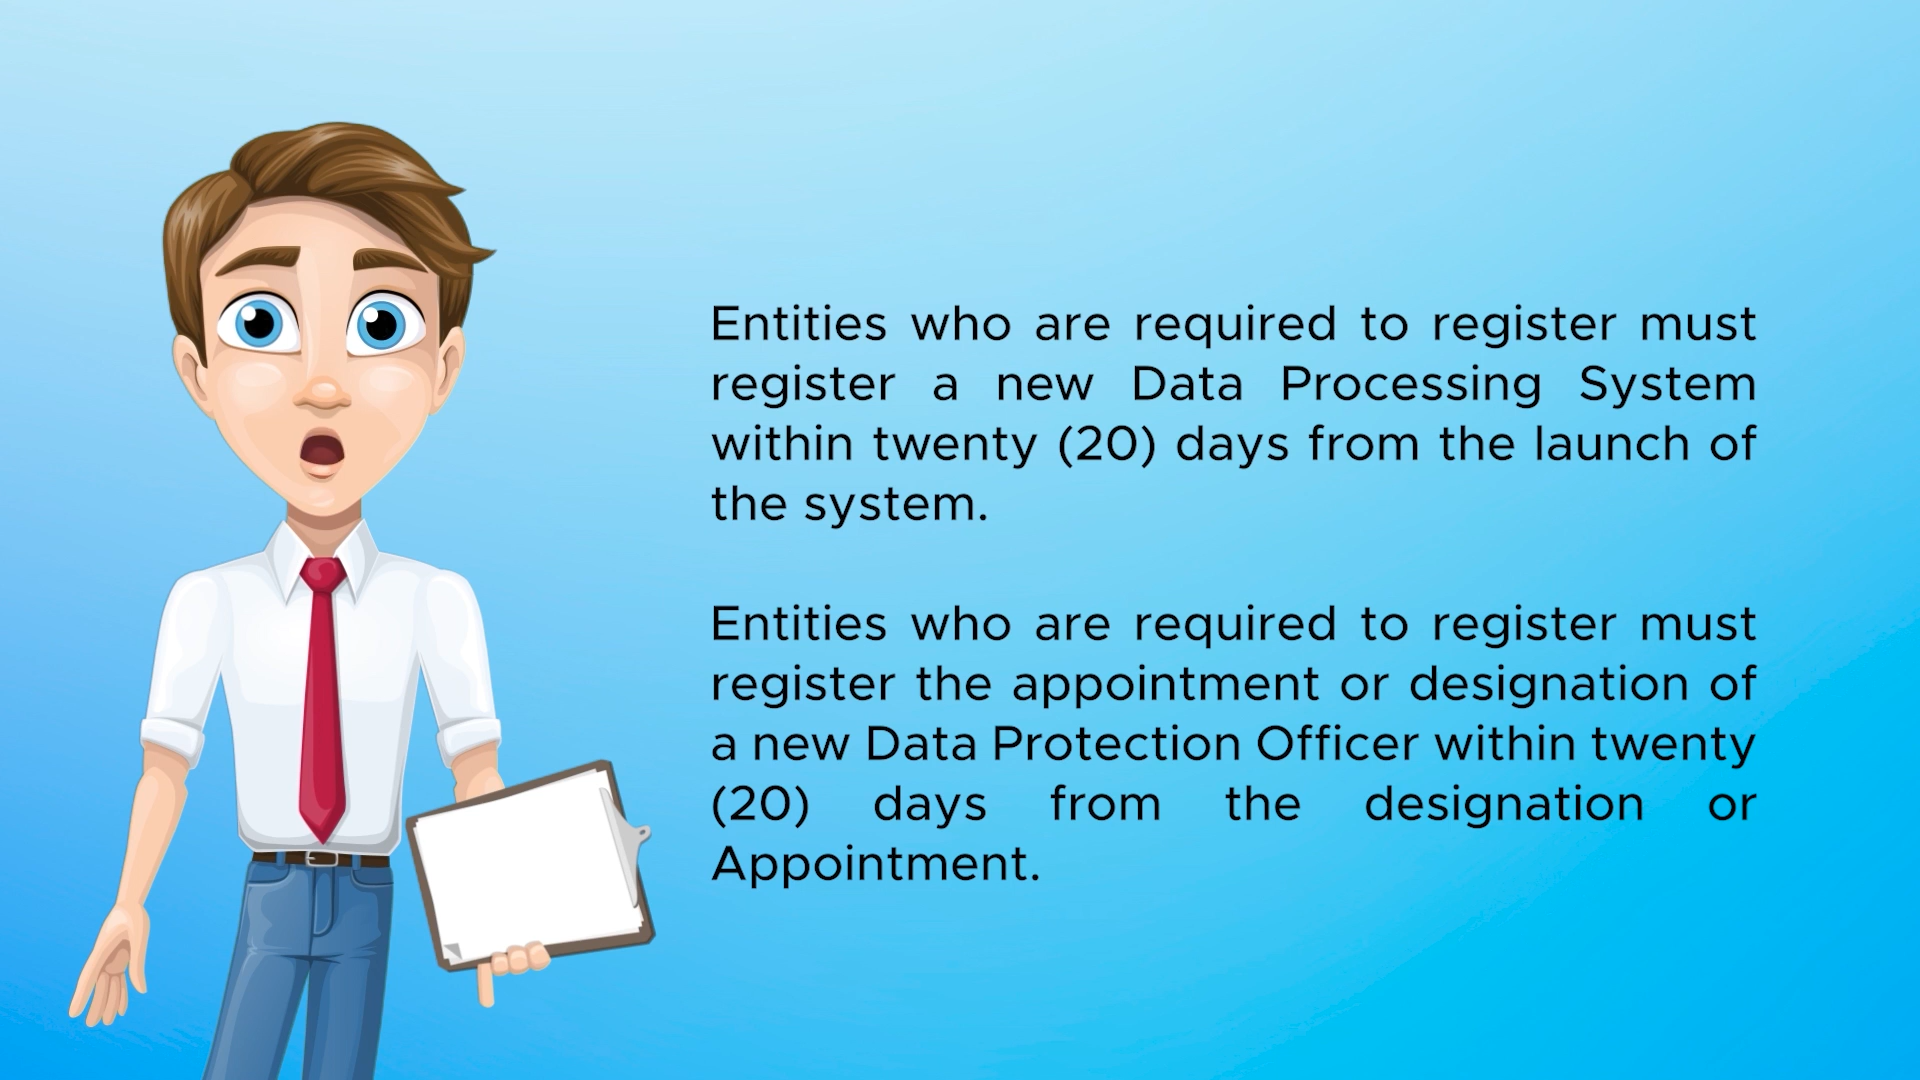 Entities who are required to register must
register a new Data Processing System
within twenty (20) days from the launch of
the system.
Entities who are required to register must
register the appointment or designation of
a new Data Protection Officer within twenty
(20) days from the designation or
Appointment.